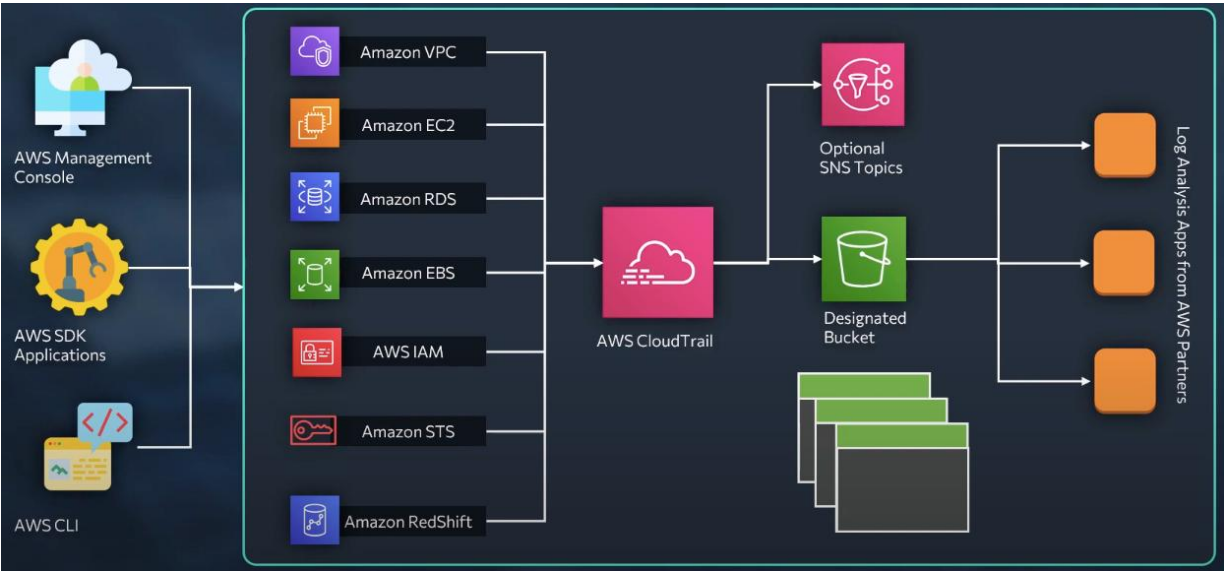 AWS Management
Console
AWS SDK
Applications
</>
AWS CLI
Amazon VPC
Amazon EC2
Amazon RDS
Amazon EBS
AWS IAM
Amazon STS
Amazon RedShift
AWS CloudTrail
Optional
SNS Topics
Designated
Bucket
Log Analysis Apps from AWS Partners